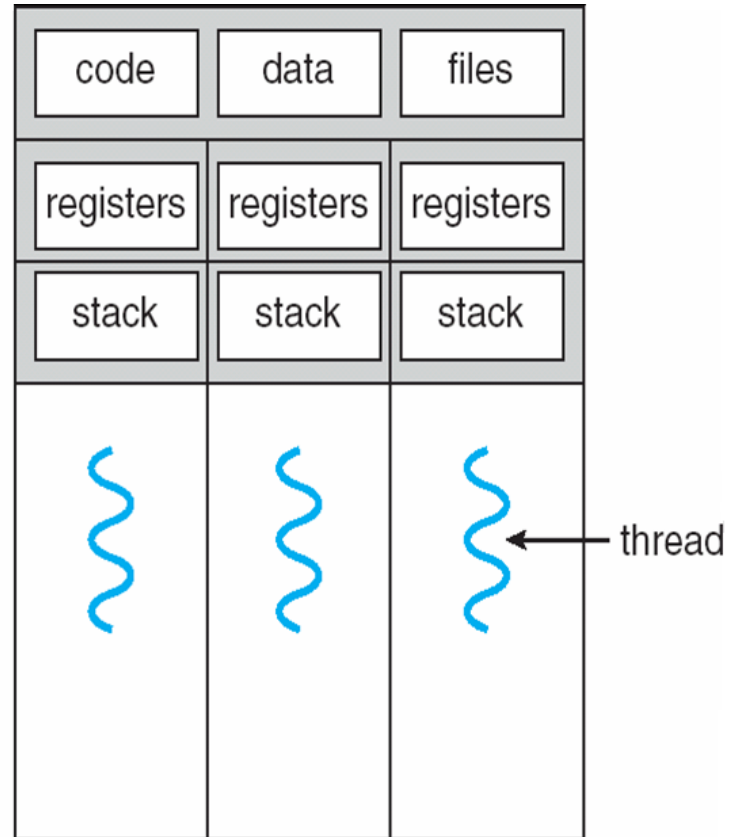 code data files
registers registers registers
stack stack stack
thread